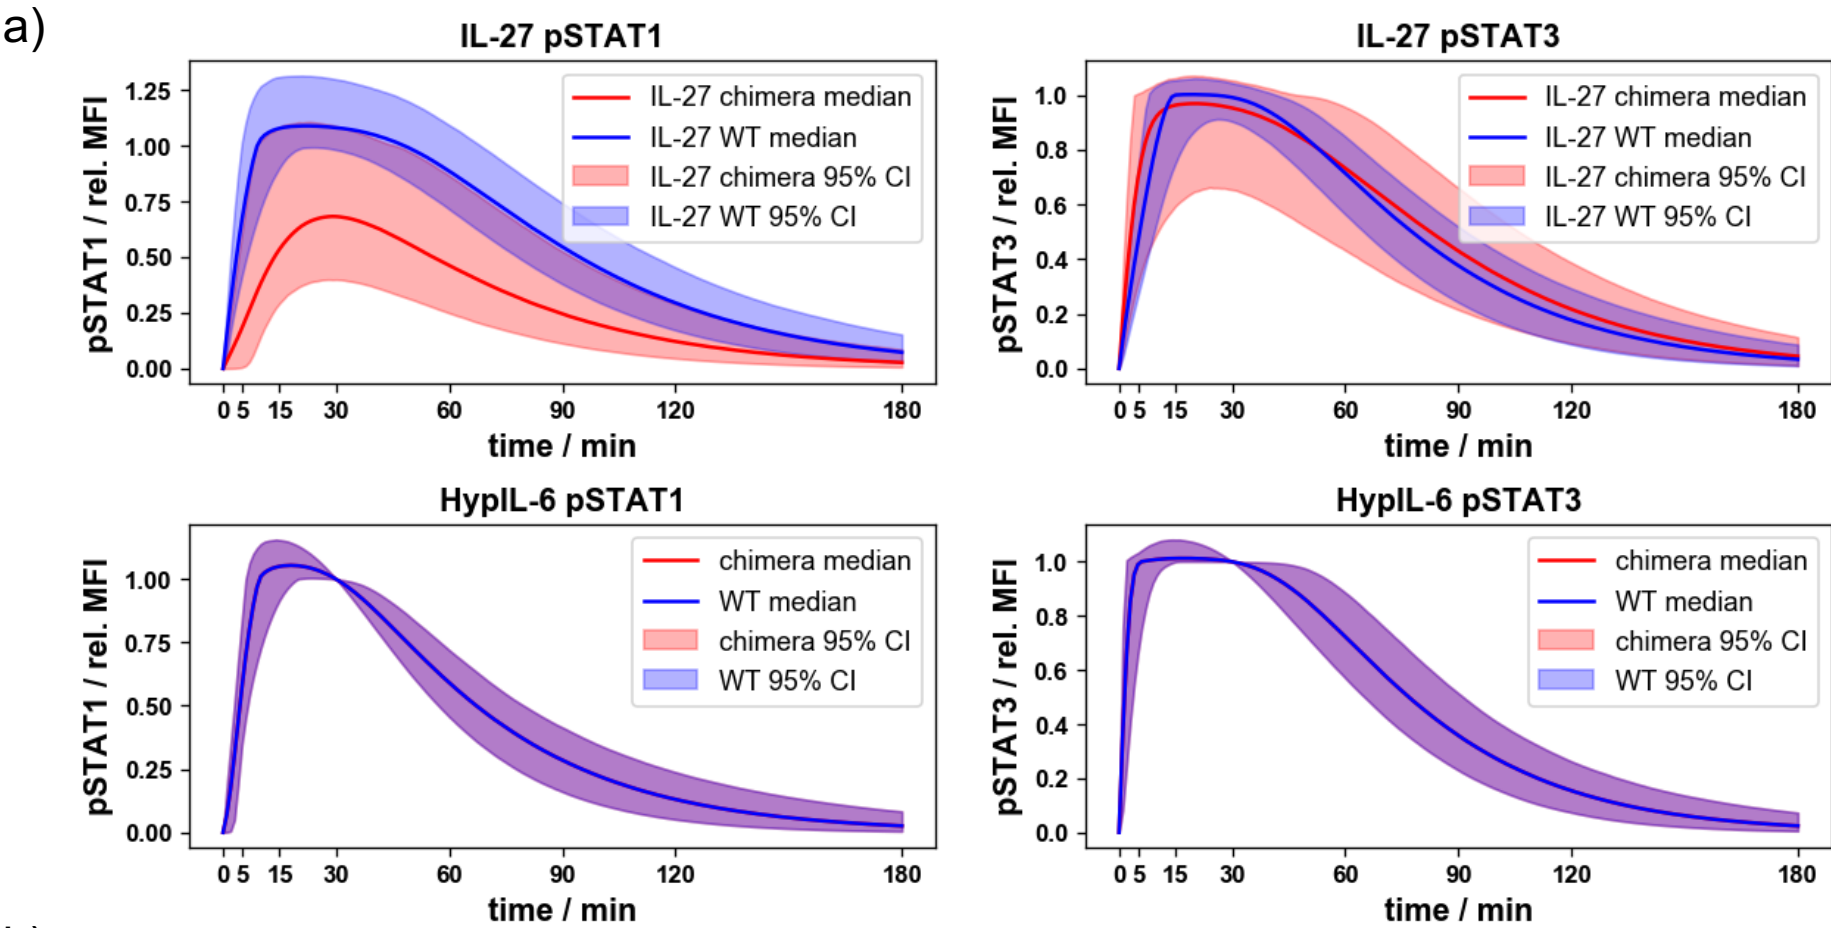 a)
IL-27 pSTAT1
pSTAT1 / rel. MFI
1.25
1.00
0.75
0.50
0.25
0.00
IL-27 chimera median
IL-27 WT median
IL-27 chimera 95% CI
IL-27 WT 95% CI
0 5 15 30 60 90 120 180
time / min
IL-27 pSTAT3
pSTAT3 / rel. MFI
1.0
0.8
0.6
0.4
0.2
0.0
IL-27 chimera median
IL-27 WT median
IL-27 chimera 95% CI
IL-27 WT 95% CI
0 5 15 30 60 90 120 180
time / min
HypIL-6 pSTAT1
pSTAT1 / rel. MFI
1.00
0.75
0.50
0.25
0.00
chimera median
WT median
chimera 95% CI
WT 95% CI
0 5 15 30 60 90 120 180
time / min
HypIL-6 pSTAT3
pSTAT3 / rel. MFI
1.0
0.8
0.6
0.4
0.2
0.0
chimera median
WT median
chimera 95% CI
WT 95% CI
0 5 15 30 60 90 120 180
time / min